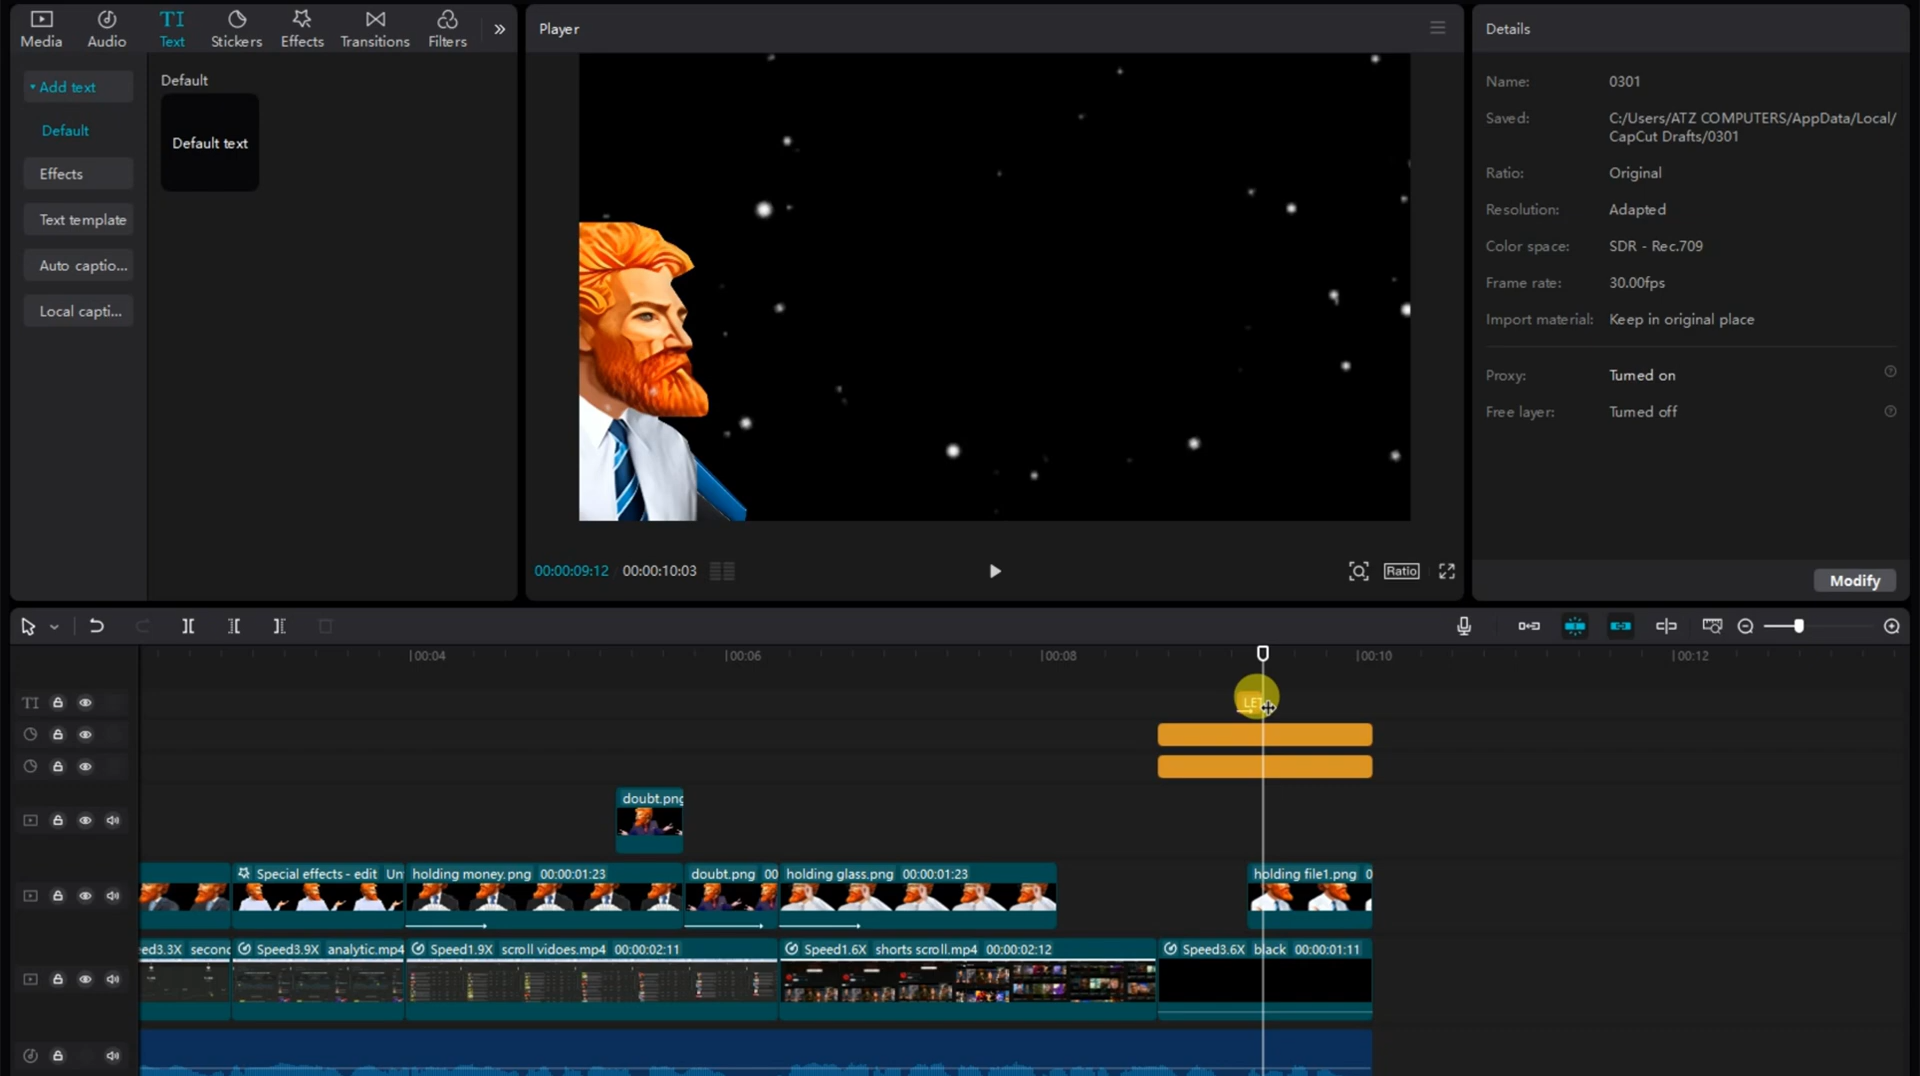 Media
Audio
TI
Text
Stickers
Effects
Transitions
Filters
Player
Details
Add text
Default
Effects
Text template
Auto captio...
Local capti...
Default
Default text
00:00:09:12
00:00:10:03
Ratio
Name: 0301
Saved: C:/Users/ATZ COMPUTERS/AppData/Local/
CapCut Drafts/0301
Ratio: Original
Resolution: Adapted
Color space: SDR - Rec.709
Frame rate: 30.00fps
Import material: Keep in original place
Proxy: Turned on
Free layer: Turned off
Modify
00:04
00:06
00:08
00:10
00:12
TI
LET
doubt.png
Special effects - edit Un
holding money.png 00:00:01:23
doubt.png 00
holding glass.png 00:00:01:23
holding file1.png 0
ed3.3X second
Speed3.9X analytic.mp4
Speed1.9X scroll vidoes.mp4 00:00:02:11
Speed1.6X shorts scroll.mp4 00:00:02:12
Speed3.6X black 00:00:01:11